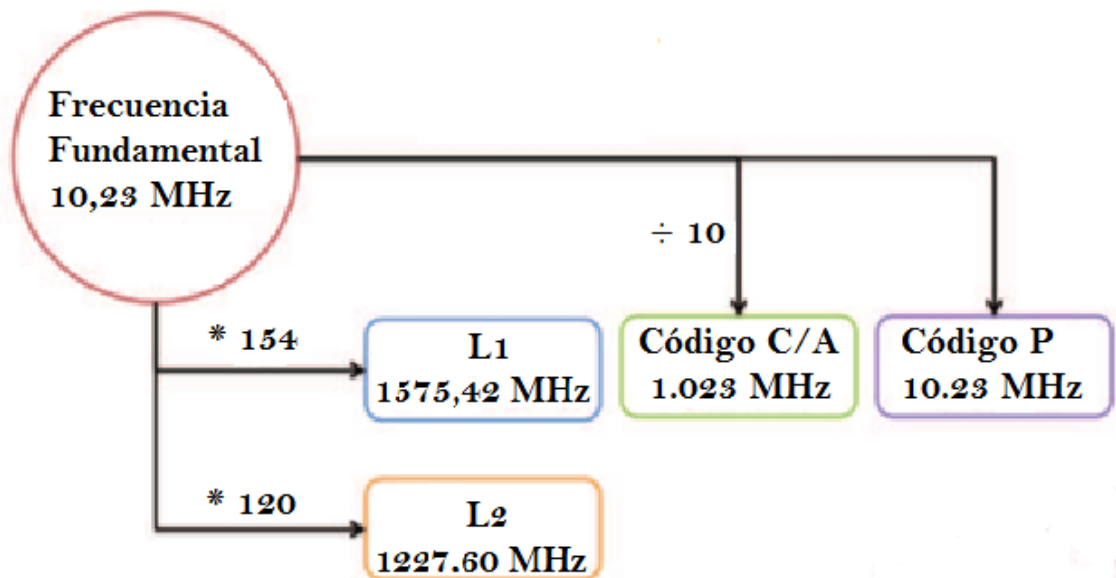 Frecuencia
Fundamental
10,23 MHz
÷ 10
* 154
L1
1575,42 MHz
Código C/A
1.023 MHz
Código P
10.23 MHz
* 120
L2
1227.60 MHz